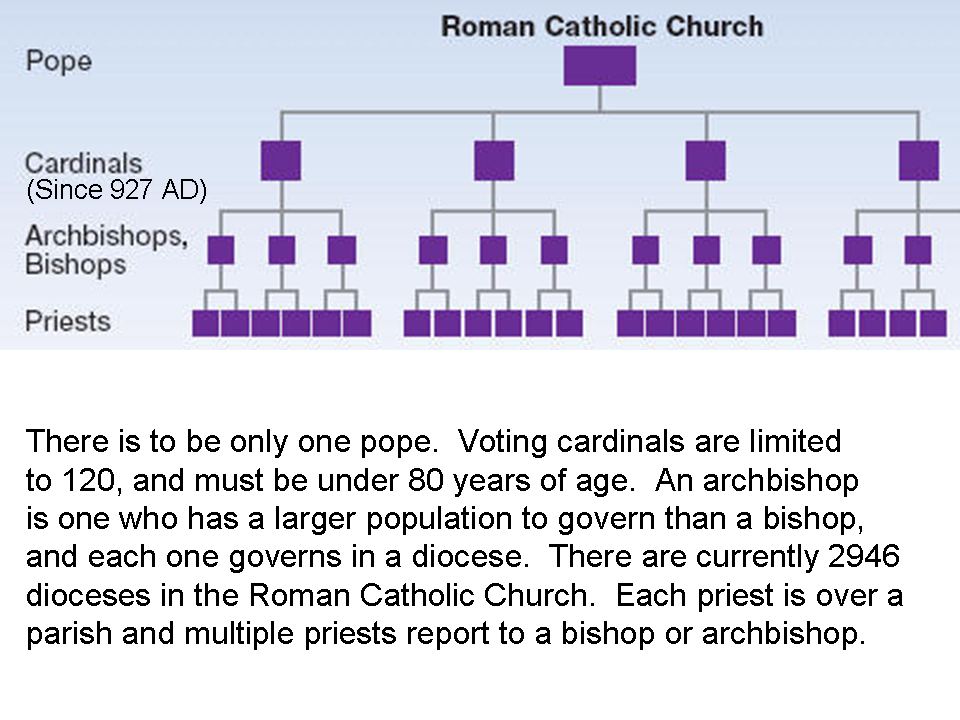 Roman Catholic Church
Pope
Cardinals
(Since 927 AD)
Archbishops,
Bishops
Priests
There is to be only one pope.  Voting cardinals are limited
to 120, and must be under 80 years of age.  An archbishop
is one who has a larger population to govern than a bishop,
and each one governs in a diocese.  There are currently 2946
dioceses in the Roman Catholic Church.  Each priest is over a
parish and multiple priests report to a bishop or archbishop.